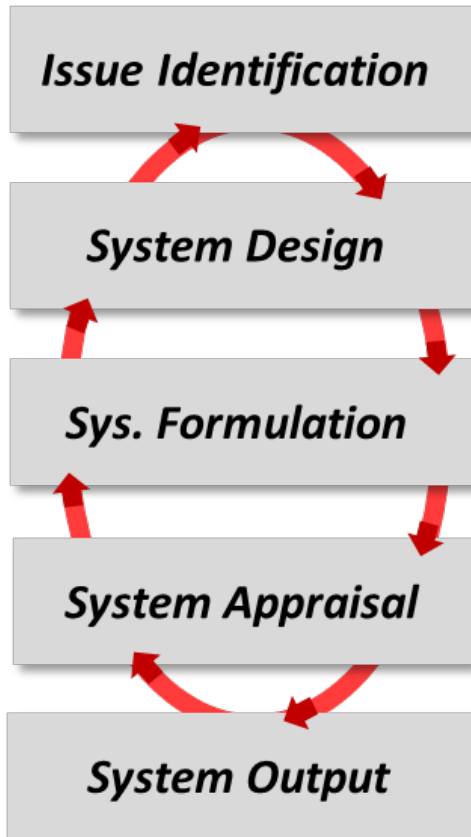 Issue Identification
System Design
Sys. Formulation
System Appraisal
System Output